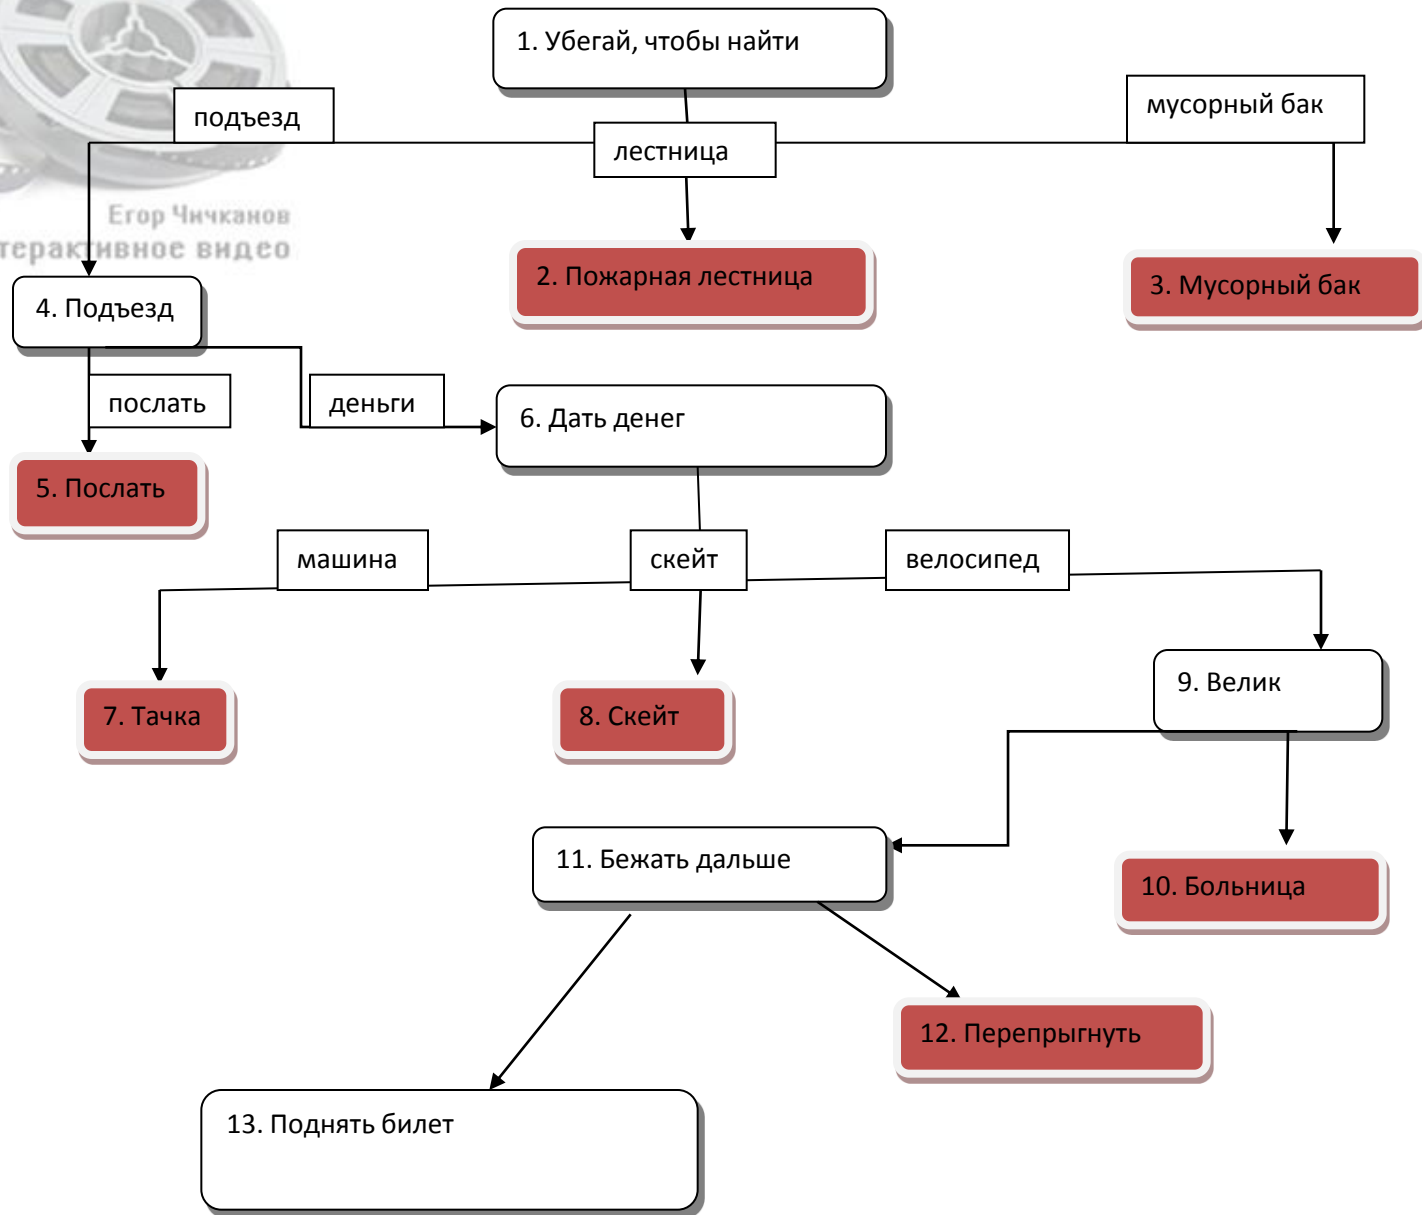 1. Убегай, чтобы найти
подъезд
мусорный бак
лестница
Егор Чичканов
терактивное видео
2. Пожарная лестница
3. Мусорный бак
4. Подъезд
послать
деньги
6. Дать денег
5. Послать
машина
скейт
велосипед
9. Велик
7. Тачка
8. Скейт
11. Бежать дальше
10. Больница
12. Перепрыгнуть
13. Поднять билет